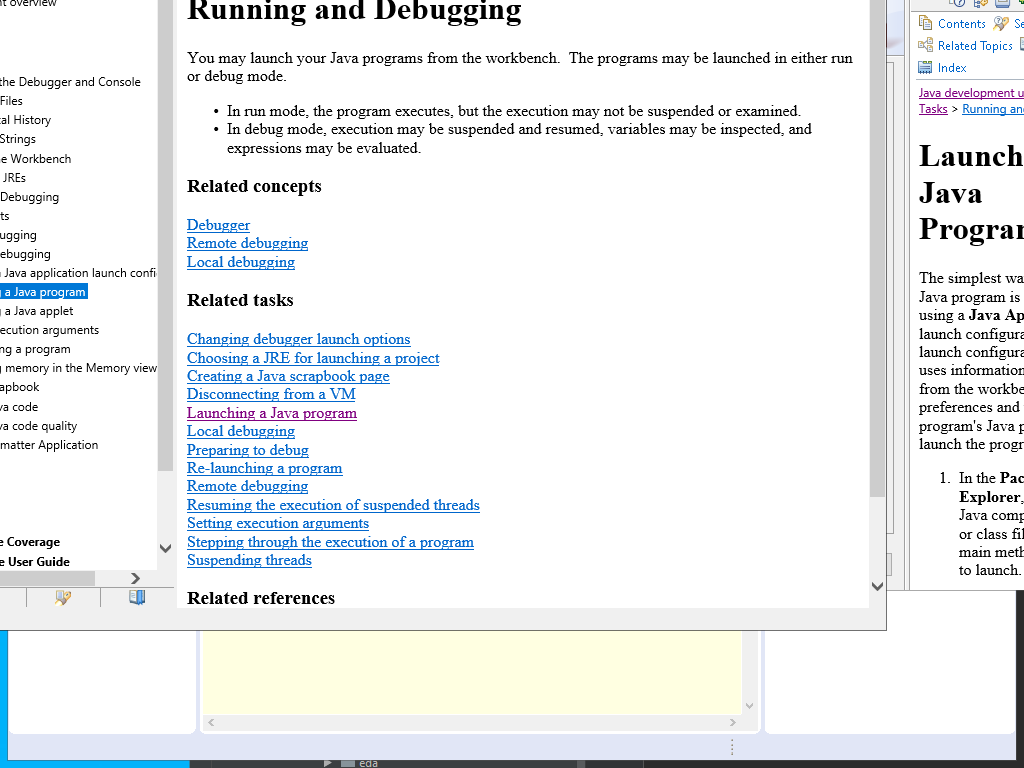 nt overview
the Debugger and Console
Files
al History
Strings
e Workbench
JREs
Debugging
ts
ugging
ebugging
a Java application launch confi
g a Java program
g a Java applet
ecution arguments
ng a program
g memory in the Memory view
apbook
va code
va code quality
matter Application
e Coverage
e User Guide
Running and Debugging
You may launch your Java programs from the workbench.  The programs may be launched in either run
or debug mode.
• In run mode, the program executes, but the execution may not be suspended or examined.
• In debug mode, execution may be suspended and resumed, variables may be inspected, and
expressions may be evaluated.
Related concepts
Debugger
Remote debugging
Local debugging
Related tasks
Changing debugger launch options
Choosing a JRE for launching a project
Creating a Java scrapbook page
Disconnecting from a VM
Launching a Java program
Local debugging
Preparing to debug
Re-launching a program
Remote debugging
Resuming the execution of suspended threads
Setting execution arguments
Stepping through the execution of a program
Suspending threads
Related references
Contents Se
Related Topics
Index
Java development u
Tasks > Running and
Launch
Java
Program
The simplest wa
Java program is
using a Java Ap
launch configura
launch configura
uses information
from the workbe
preferences and
program's Java p
launch the progr
1. In the Pac
Explorer,
Java comp
or class fil
main meth
to launch.
eda